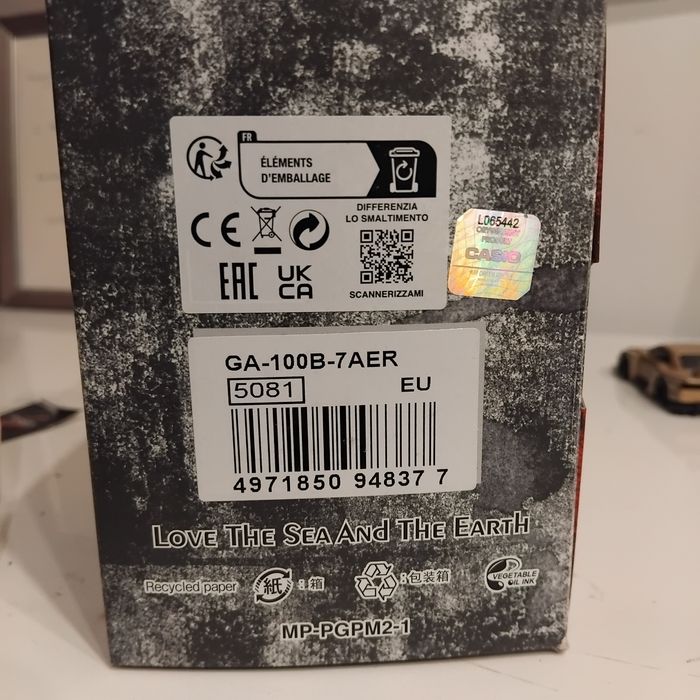 FR
ÉLÉMENTS
D'EMBALLAGE
DIFFERENZIA
LO SMALTIMENTO
CE
EAC
UK
CA
SCANNERIZZAMI
L065442
CASIO
GA-100B-7AER
5081 EU
4971850 94837 7
LOVE THE SEA AND THE EARTH
Recycled paper 紙 : 箱 : 包装箱 VEGETABLE
OIL INK
MP-PGPM2-1